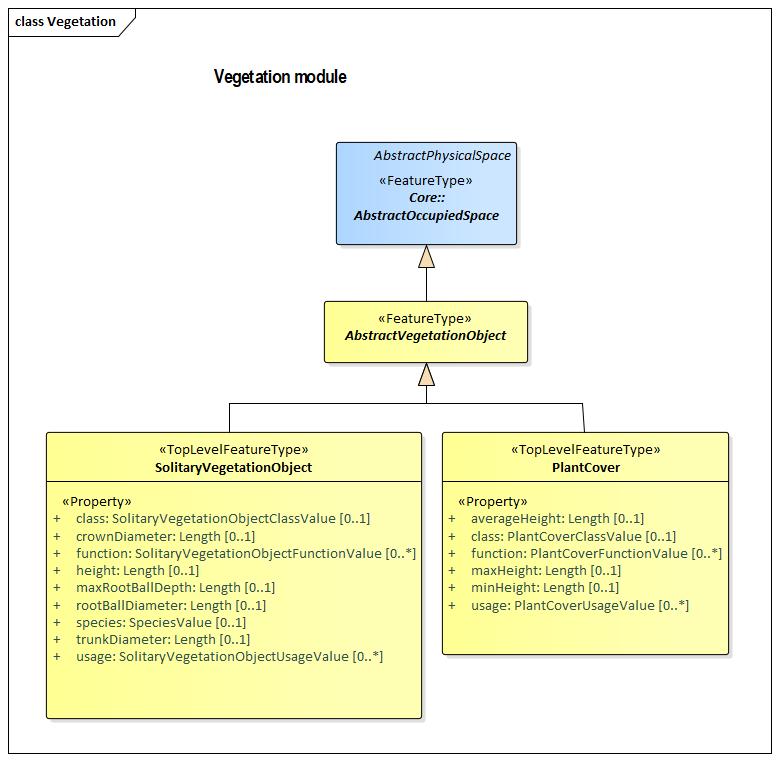 class Vegetation
Vegetation module
AbstractPhysicalSpace
«FeatureType»
Core::
AbstractOccupiedSpace
«FeatureType»
AbstractVegetationObject
«TopLevelFeatureType»
SolitaryVegetationObject
«Property»
+ class: SolitaryVegetationObjectClassValue [0..1]
+ crownDiameter: Length [0..1]
+ function: SolitaryVegetationObjectFunctionValue [0..*]
+ height: Length [0..1]
+ maxRootBallDepth: Length [0..1]
+ rootBallDiameter: Length [0..1]
+ species: SpeciesValue [0..1]
+ trunkDiameter: Length [0..1]
+ usage: SolitaryVegetationObjectUsageValue [0..*]
«TopLevelFeatureType»
PlantCover
«Property»
+ averageHeight: Length [0..1]
+ class: PlantCoverClassValue [0..1]
+ function: PlantCoverFunctionValue [0..*]
+ maxHeight: Length [0..1]
+ minHeight: Length [0..1]
+ usage: PlantCoverUsageValue [0..*]